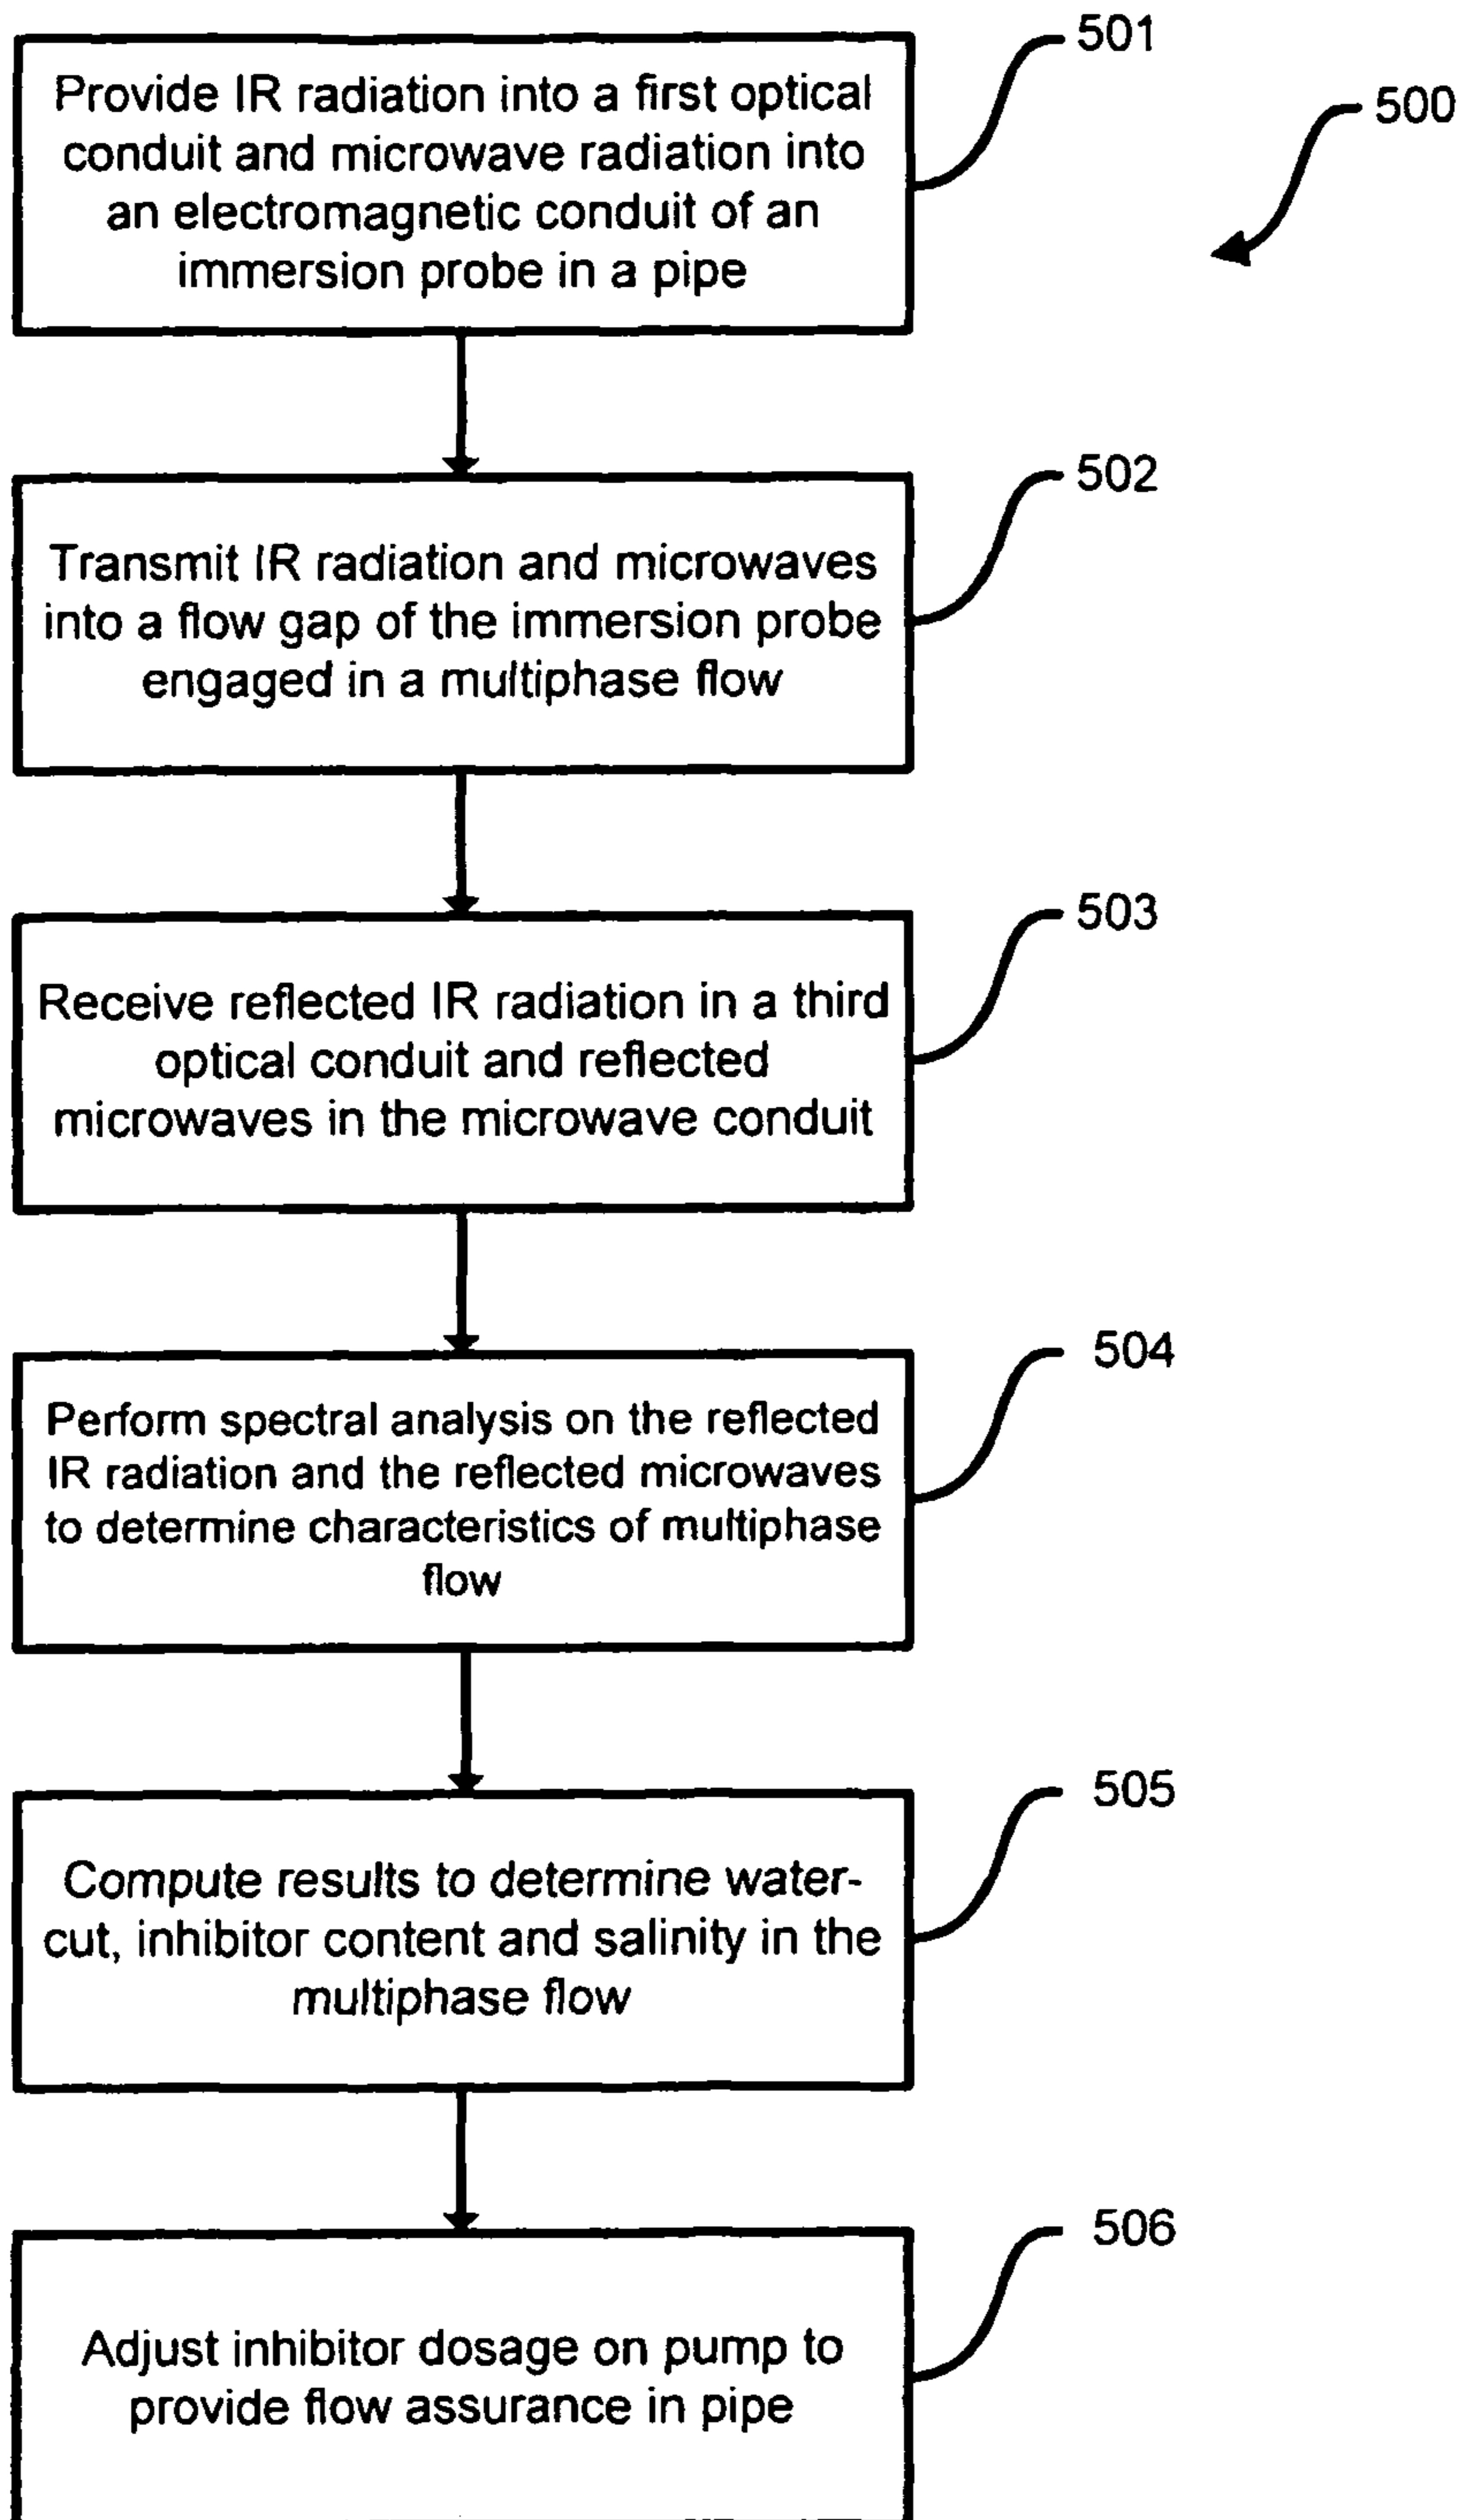 501
500
Provide IR radiation into a first optical
conduit and microwave radiation into
an electromagnetic conduit of an
immersion probe in a pipe
502
Transmit IR radiation and microwaves
into a flow gap of the immersion probe
engaged in a multiphase flow
503
Receive reflected IR radiation in a third
optical conduit and reflected
microwaves in the microwave conduit
504
Perform spectral analysis on the reflected
IR radiation and the reflected microwaves
to determine characteristics of multiphase
flow
505
Compute results to determine water-
cut, inhibitor content and salinity in the
multiphase flow
506
Adjust inhibitor dosage on pump to
provide flow assurance in pipe